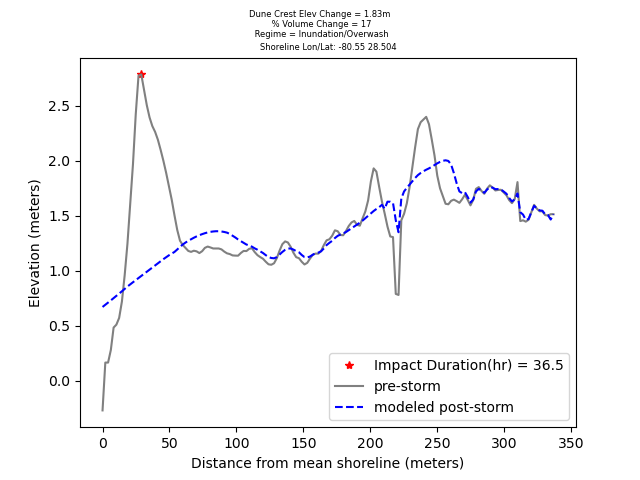 Dune Crest Elev Change = 1.83m
% Volume Change = 17
Regime = Inundation/Overwash
Shoreline Lon/Lat: -80.55 28.504
2.5
2.0
1.5
1.0
0.5
0.0
Elevation (meters)
Impact Duration(hr) = 36.5
pre-storm
modeled post-storm
0 50 100 150 200 250 300 350
Distance from mean shoreline (meters)